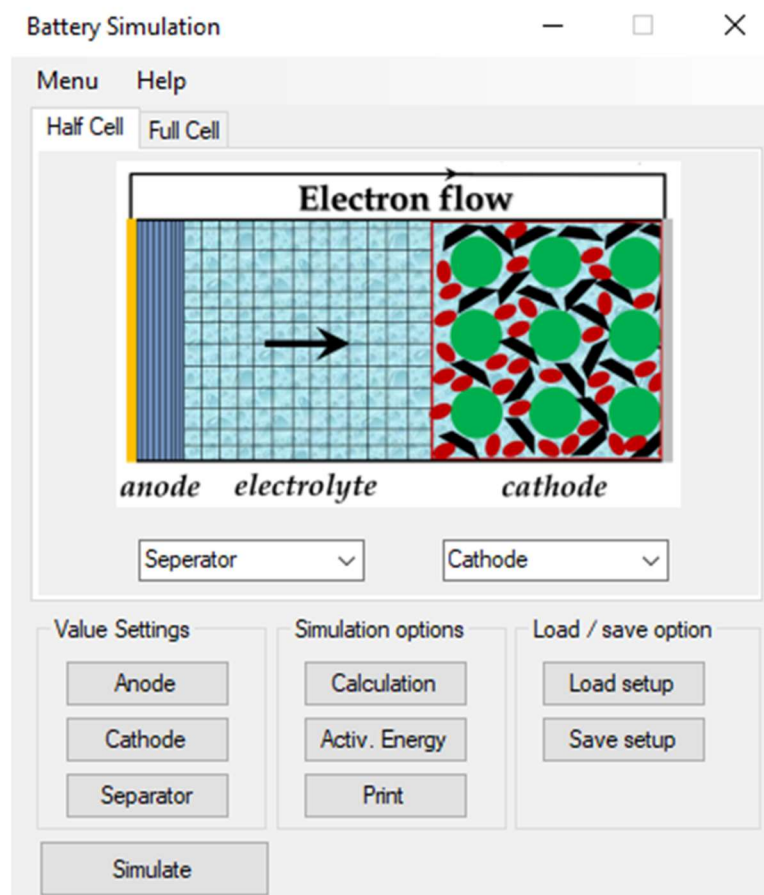 Battery Simulation
Menu Help
Half Cell Full Cell
Electron flow
anode electrolyte cathode
Seperator Cathode
Value Settings Simulation options Load / save option
Anode Calculation Load setup
Cathode Activ. Energy Save setup
Separator Print
Simulate